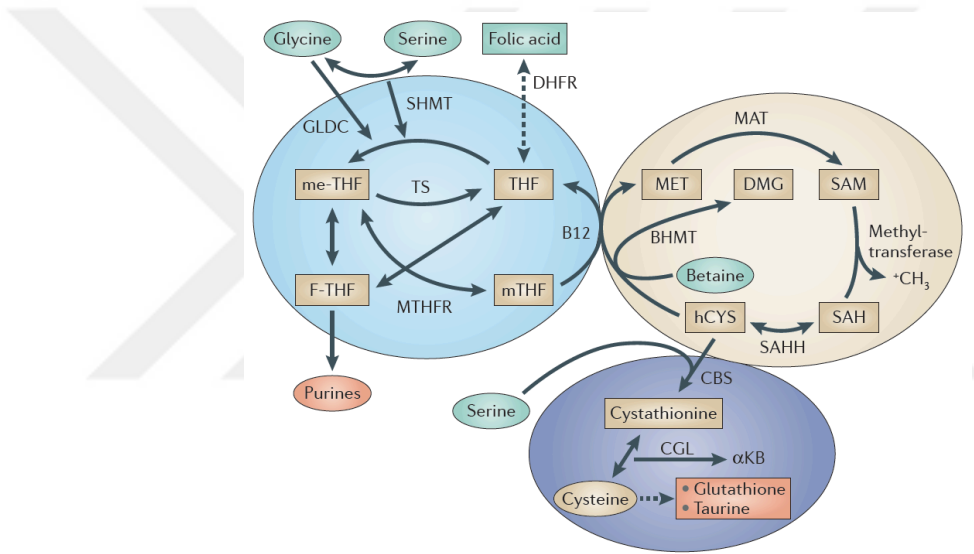 Glycine
Serine
Folic acid
DHFR
SHMT
GLDC
MAT
me-THF
TS
THF
MET
DMG
SAM
B12
BHMT
Methyl-
transferase
Betaine
⁺CH₃
F-THF
MTHFR
mTHF
hCYS
SAH
SAHH
Purines
CBS
Serine
Cystathionine
CGL
αKB
Cysteine
• Glutathione
• Taurine